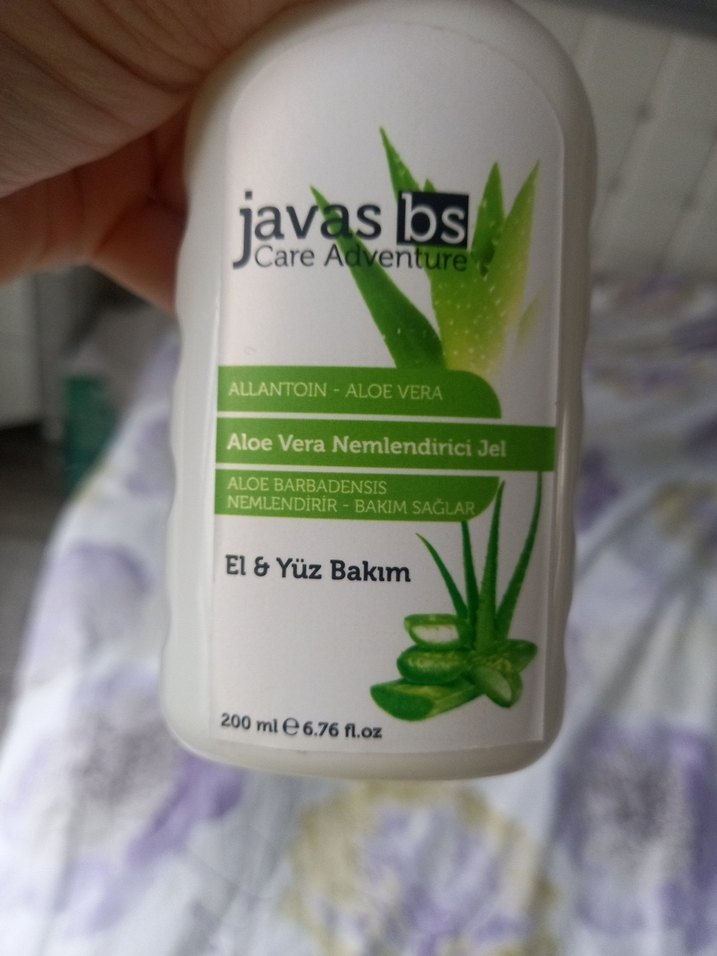 javas bs
Care Adventure
ALLANTOIN - ALOE VERA
Aloe Vera Nemlendirici Jel
ALOE BARBADENSIS
NEMLENDİRİR - BAKIM SAĞLAR
El & Yüz Bakım
200 ml ℮ 6.76 fl.oz